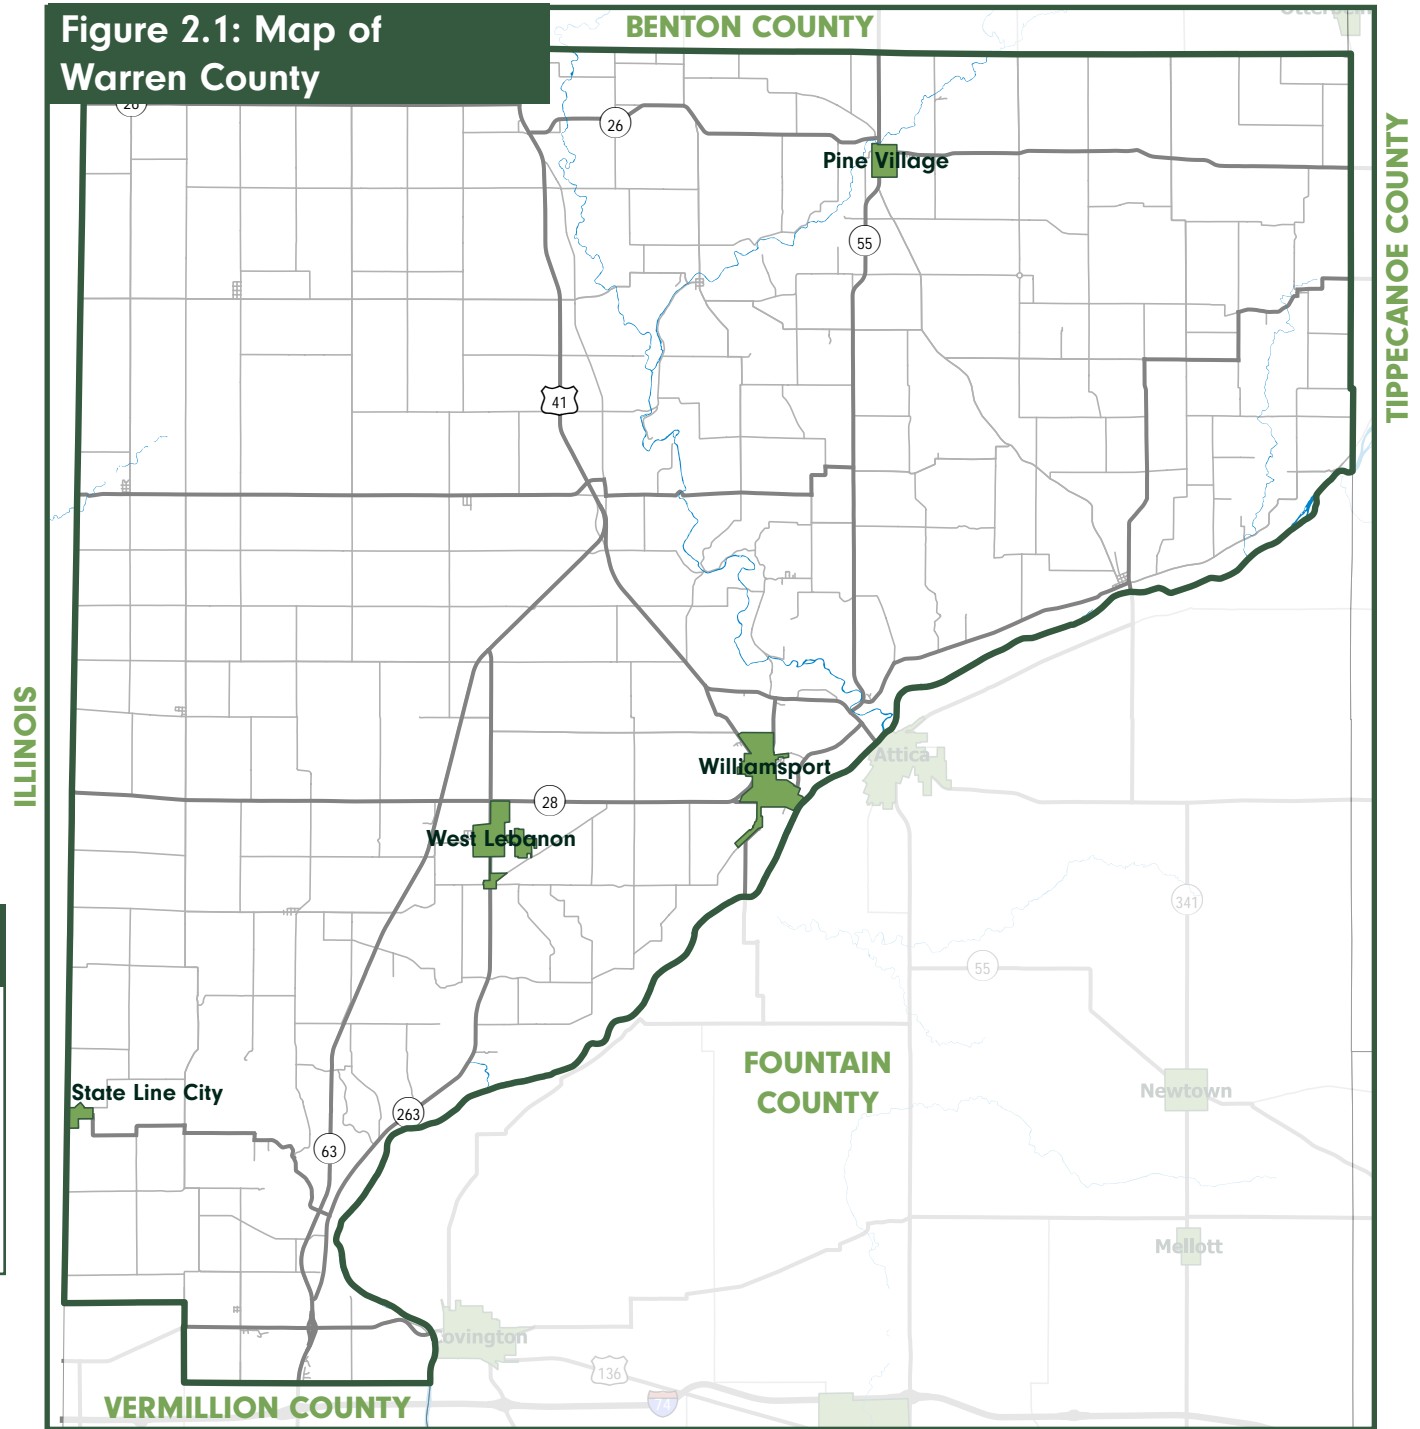 Figure 2.1: Map of
Warren County
BENTON COUNTY
26
26
Pine Village
TIPPECANOE COUNTY
55
41
ILLINOIS
Williamsport
Attica
28
West Lebanon
341
55
FOUNTAIN
COUNTY
Newtown
State Line City
263
63
Mellott
Covington
136
74
VERMILLION COUNTY